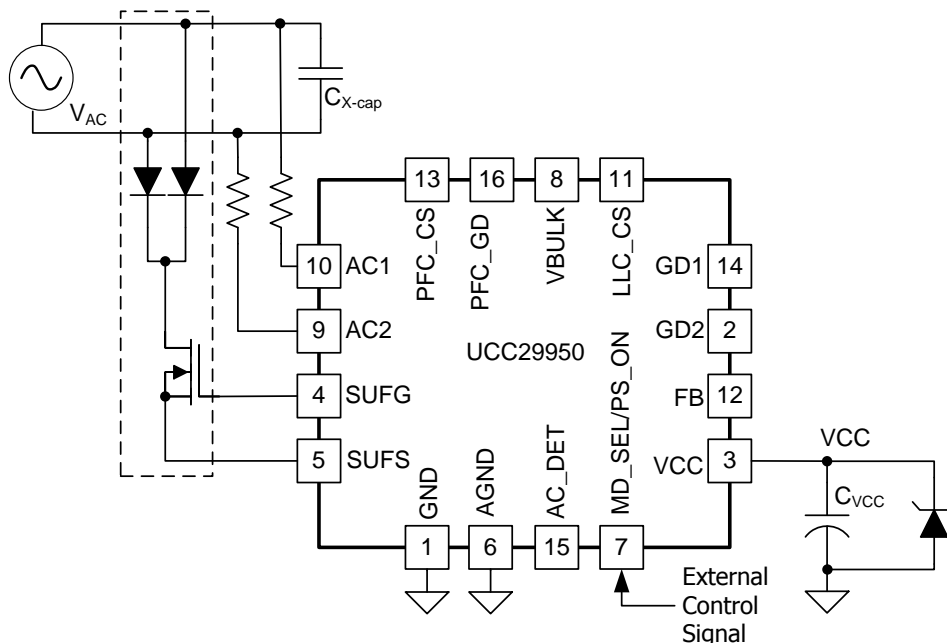 V_AC
C_X-cap
13
16
8
11
PFC_CS
PFC_GD
VBULK
LLC_CS
10
AC1
GD1
14
9
AC2
GD2
2
UCC29950
4
SUFG
FB
12
5
SUFS
VCC
3
VCC
C_VCC
GND
AGND
AC_DET
MD_SEL/PS_ON
1
6
15
7
External
Control
Signal